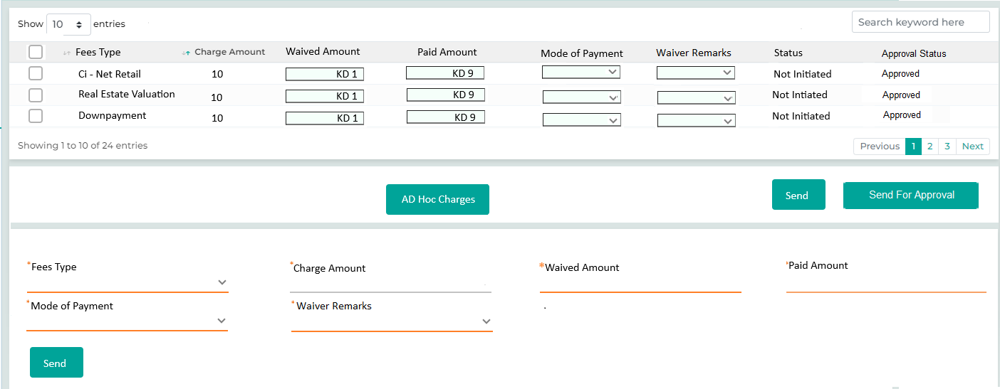 Show 10 entries
Search keyword here
Fees Type Charge Amount Waived Amount Paid Amount Mode of Payment Waiver Remarks Status Approval Status
Ci - Net Retail 10 KD 1 KD 9 Not Initiated Approved
Real Estate Valuation 10 KD 1 KD 9 Not Intiated Approved
Downpayment 10 KD 1 KD 9 Not Initiated Approved
Showing 1 to 10 of 24 entries
Previous 1 2 3 Next
AD Hoc Charges Send Send For Approval
*Fees Type *Charge Amount *Waived Amount *Paid Amount
*Mode of Payment *Waiver Remarks .
Send